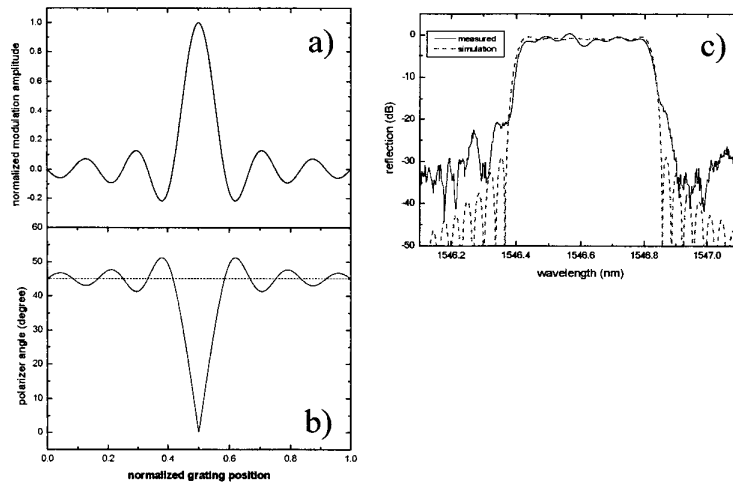 a)
normalized modulation amplitude
1.0
0.8
0.6
0.4
0.2
0.0
-0.2
60
b)
polarizer angle (degree)
50
40
30
20
10
0
0.0 0.2 0.4 0.6 0.8 1.0
normalized grating position
c)
measured
simulation
reflection (dB)
0
-10
-20
-30
-40
-50
1546.2 1546.4 1546.6 1546.8 1547.0
wavelength (nm)